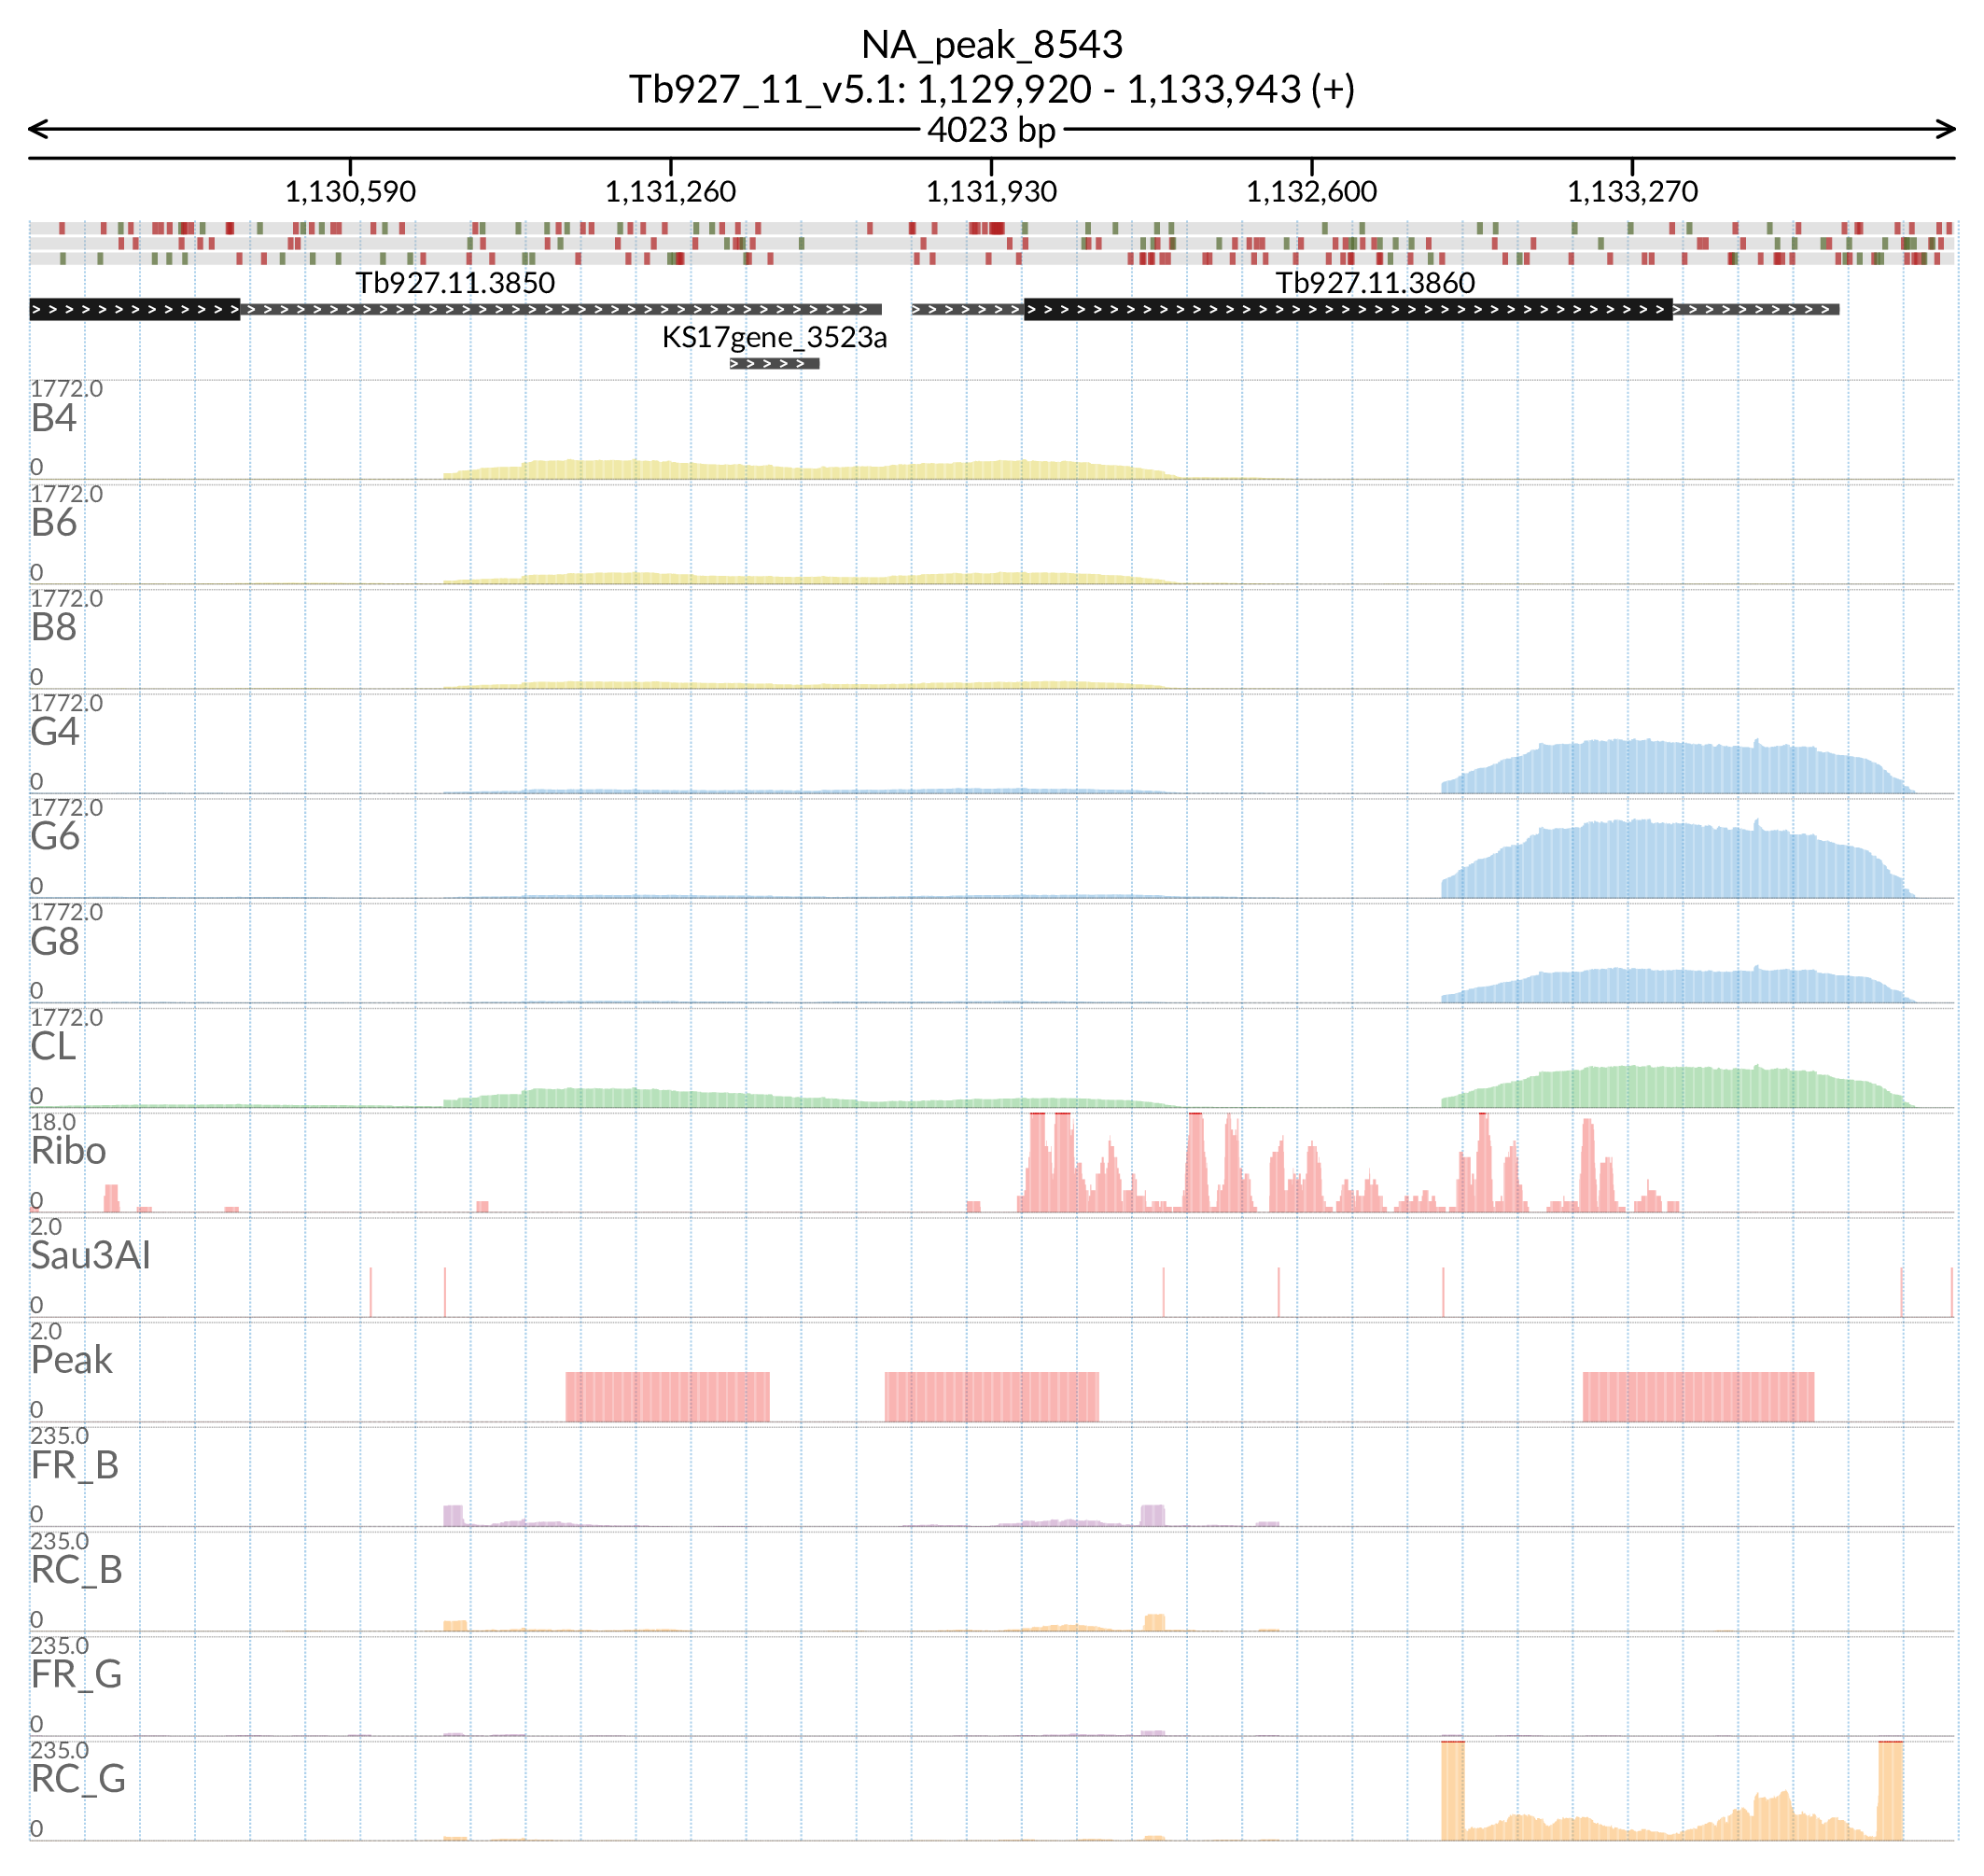 NA_peak_8543
Tb927_11_v5.1: 1,129,920 - 1,133,943 (+)
4023 bp
1,130,590 1,131,260 1,131,930 1,132,600 1,133,270
Tb927.11.3850 Tb927.11.3860
KS17gene_3523a
1772.0
B4
0
1772.0
B6
0
1772.0
B8
0
1772.0
G4
0
1772.0
G6
0
1772.0
G8
0
1772.0
CL
0
18.0
Ribo
0
2.0
Sau3AI
0
2.0
Peak
0
235.0
FR_B
0
235.0
RC_B
0
235.0
FR_G
0
235.0
RC_G
0